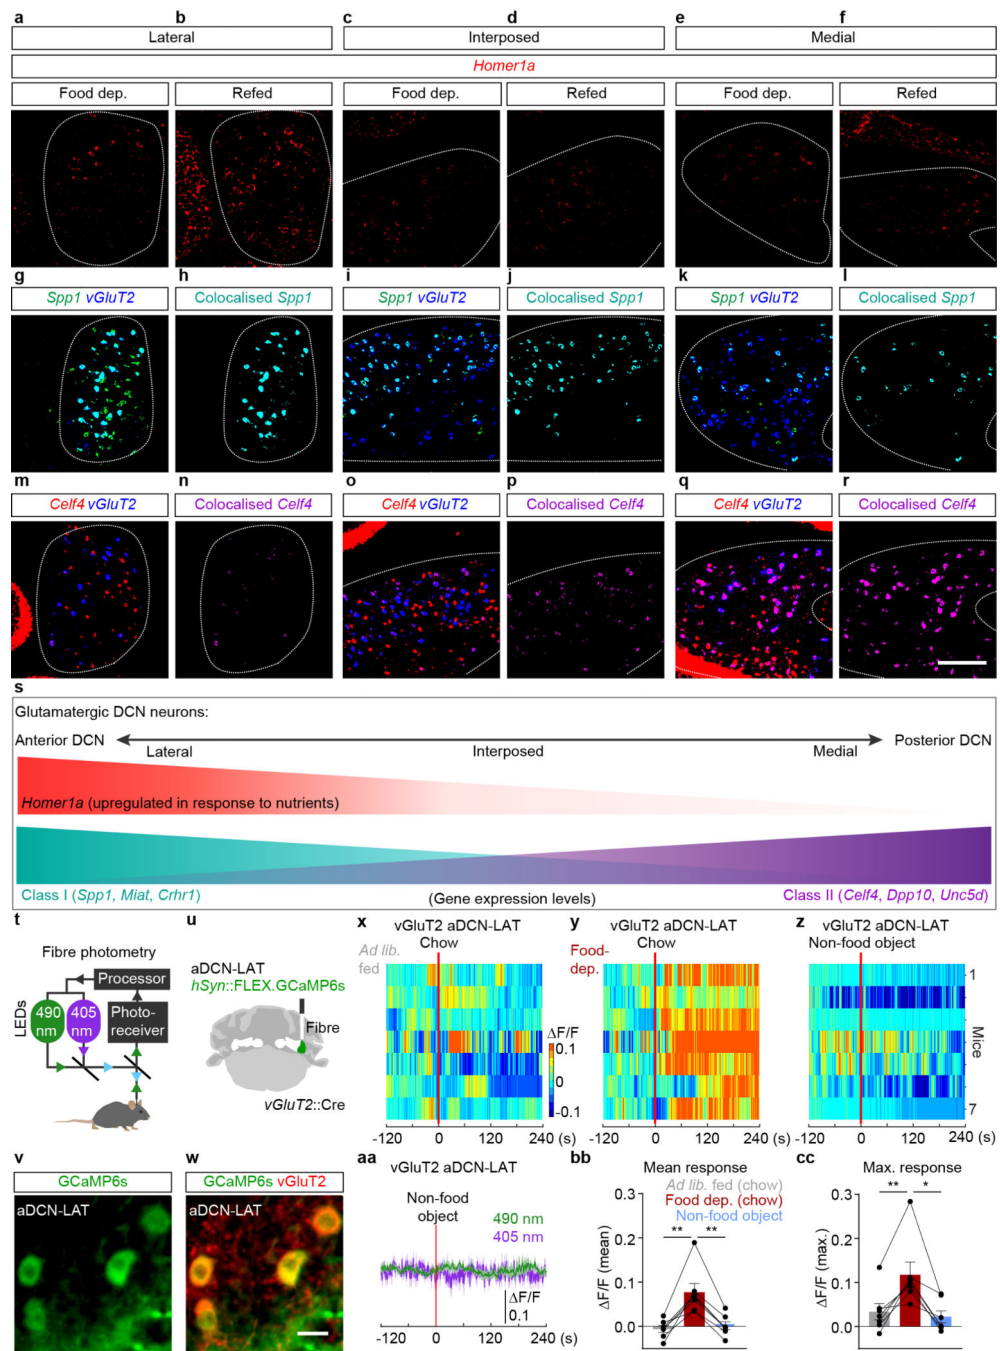 a b c d e f
Lateral Interposed Medial
Homer1a
Food dep. Refed Food dep. Refed Food dep. Refed
g h i j k l
Spp1 vGluT2 Colocalised Spp1 Spp1 vGluT2 Colocalised Spp1 Spp1 vGluT2 Colocalised Spp1
m n o p q r
Celf4 vGluT2 Colocalised Celf4 Celf4 vGluT2 Colocalised Celf4 Celf4 vGluT2 Colocalised Celf4
s
Glutamatergic DCN neurons:
Anterior DCN Posterior DCN
Lateral Interposed Medial
Homer1a (upregulated in response to nutrients)
Class I (Spp1, Miat, Crhr1) (Gene expression levels) Class II (Celf4, Dpp10, Unc5d)
t
Fibre photometry
Processor
LEDs
490 nm
405 nm
Photo-
receiver
u
aDCN-LAT
hSyn::FLEX.GCaMP6s
Fibre
vGluT2::Cre
x
vGluT2 aDCN-LAT
Chow
Ad lib.
fed
ΔF/F
0.1
0
-0.1
-120 0 120 240 (s)
y
vGluT2 aDCN-LAT
Chow
Food-
dep.
-120 0 120 240 (s)
z
vGluT2 aDCN-LAT
Non-food object
1
Mice
7
-120 0 120 240 (s)
v
GCaMP6s
aDCN-LAT
w
GCaMP6s vGluT2
aDCN-LAT
aa
vGluT2 aDCN-LAT
Non-food
object
490 nm
405 nm
ΔF/F
0.1
-120 0 120 240
(s)
bb
Mean response
Ad lib. fed (chow)
Food dep. (chow)
Non-food object
** **
ΔF/F (mean)
0.3
0.2
0.1
0.0
cc
Max. response
** *
ΔF/F (max.)
0.3
0.2
0.1
0.0